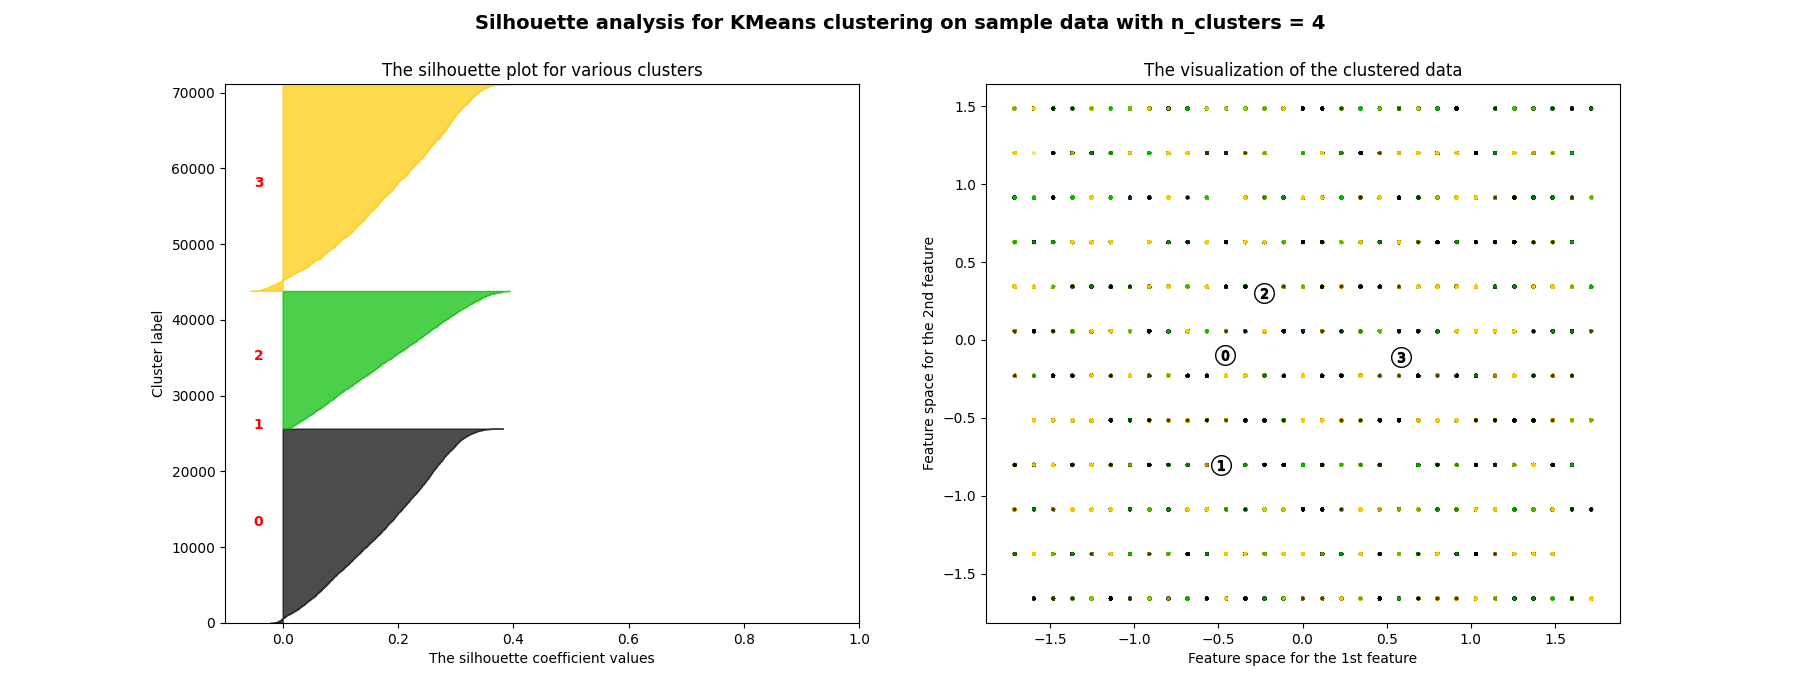 Silhouette analysis for KMeans clustering on sample data with n_clusters = 4
The silhouette plot for various clusters
70000
60000
50000
40000
30000
20000
10000
0
Cluster label
3
2
1
0
0.0 0.2 0.4 0.6 0.8 1.0
The silhouette coefficient values
The visualization of the clustered data
1.5
1.0
0.5
0.0
−0.5
−1.0
−1.5
Feature space for the 2nd feature
2
0
3
1
−1.5 −1.0 −0.5 0.0 0.5 1.0 1.5
Feature space for the 1st feature